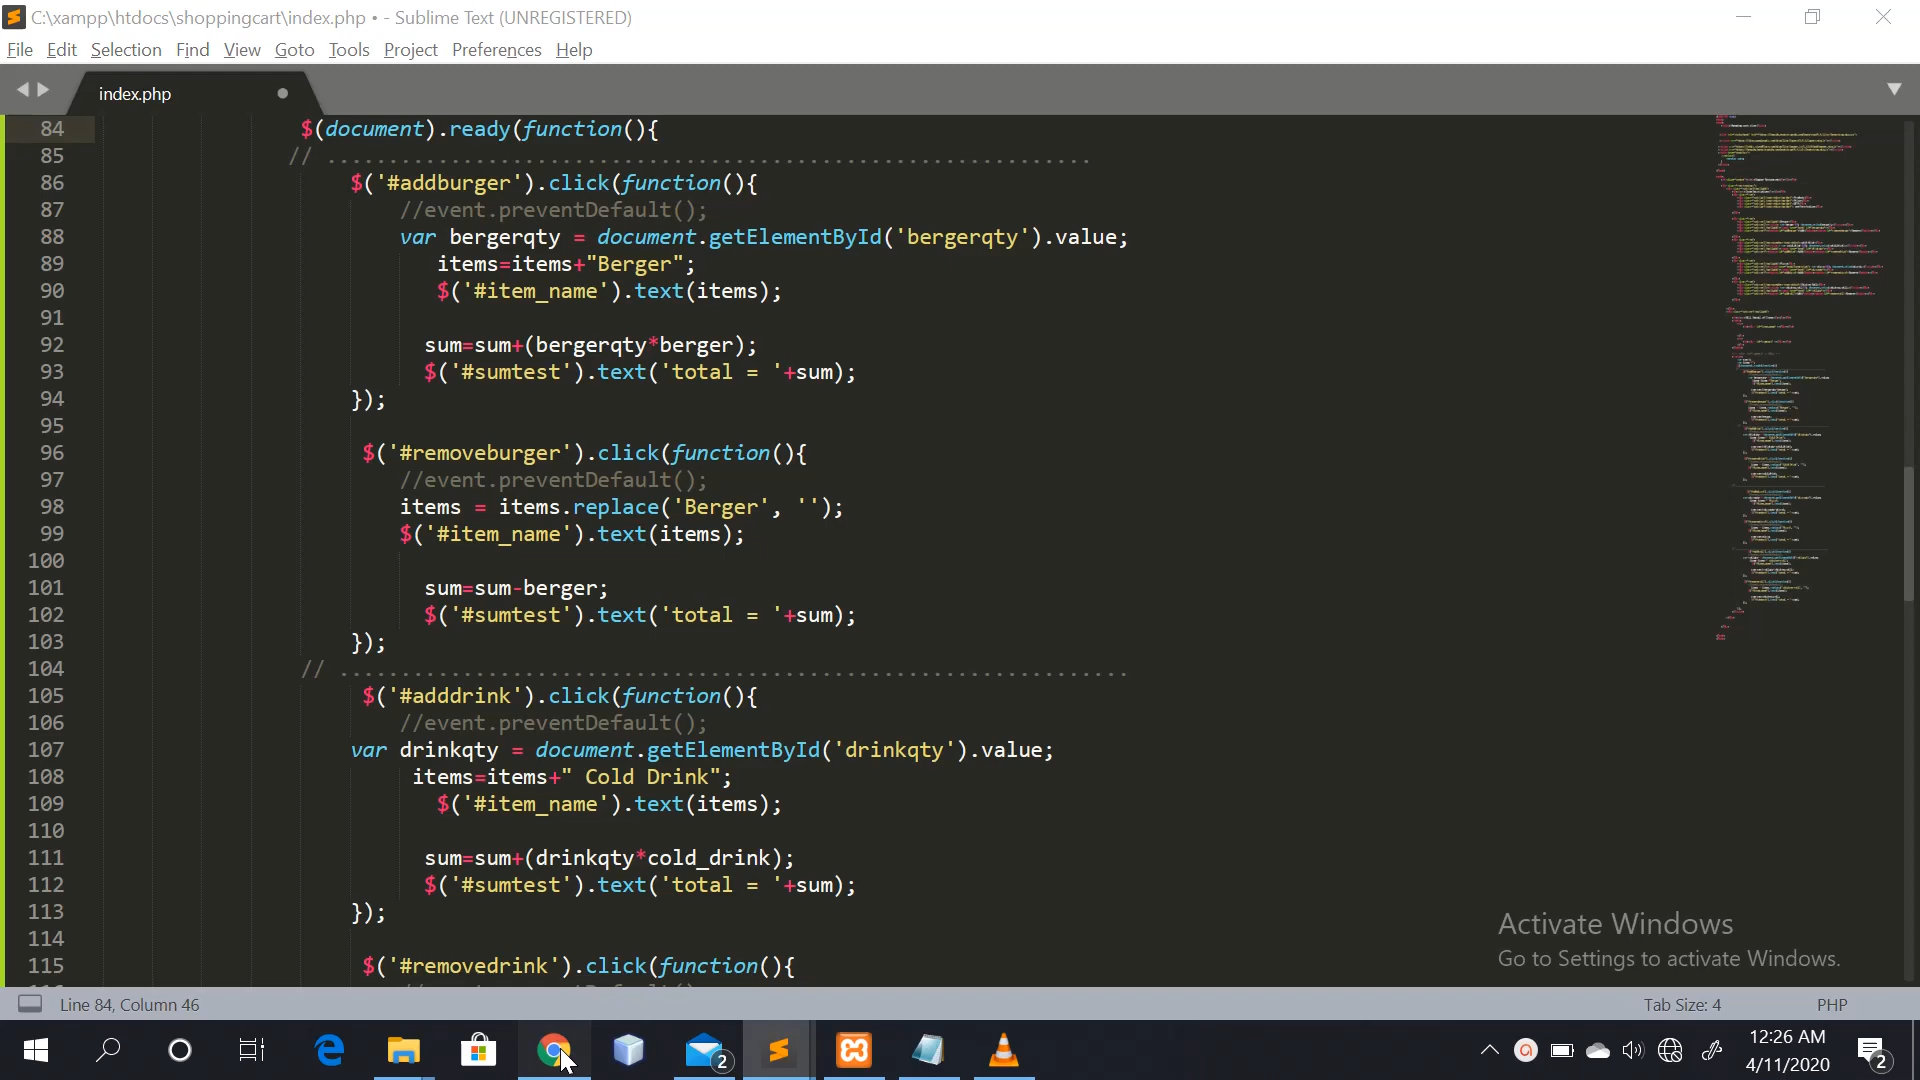 C:\xampp\htdocs\shoppingcart\index.php • - Sublime Text (UNREGISTERED)
File Edit Selection Find View Goto Tools Project Preferences Help
index.php
84 $(document).ready(function(){
85 // ..............................................................
86 $('#addburger').click(function(){
87 //event.preventDefault();
88 var bergerqty = document.getElementById('bergerqty').value;
89 items=items+"Berger";
90 $('#item_name').text(items);
91
92 sum=sum+(bergerqty*berger);
93 $('#sumtest').text('total = '+sum);
94 });
95
96 $('#removeburger').click(function(){
97 //event.preventDefault();
98 items = items.replace('Berger', '');
99 $('#item_name').text(items);
100
101 sum=sum-berger;
102 $('#sumtest').text('total = '+sum);
103 });
104 // ................................................................
105 $('#adddrink').click(function(){
106 //event.preventDefault();
107 var drinkqty = document.getElementById('drinkqty').value;
108 items=items+" Cold Drink";
109 $('#item_name').text(items);
110
111 sum=sum+(drinkqty*cold_drink);
112 $('#sumtest').text('total = '+sum);
113 });
114
115 $('#removedrink').click(function(){
Activate Windows
Go to Settings to activate Windows.
Line 84, Column 46 Tab Size: 4 PHP
2
12:26 AM
4/11/2020
2